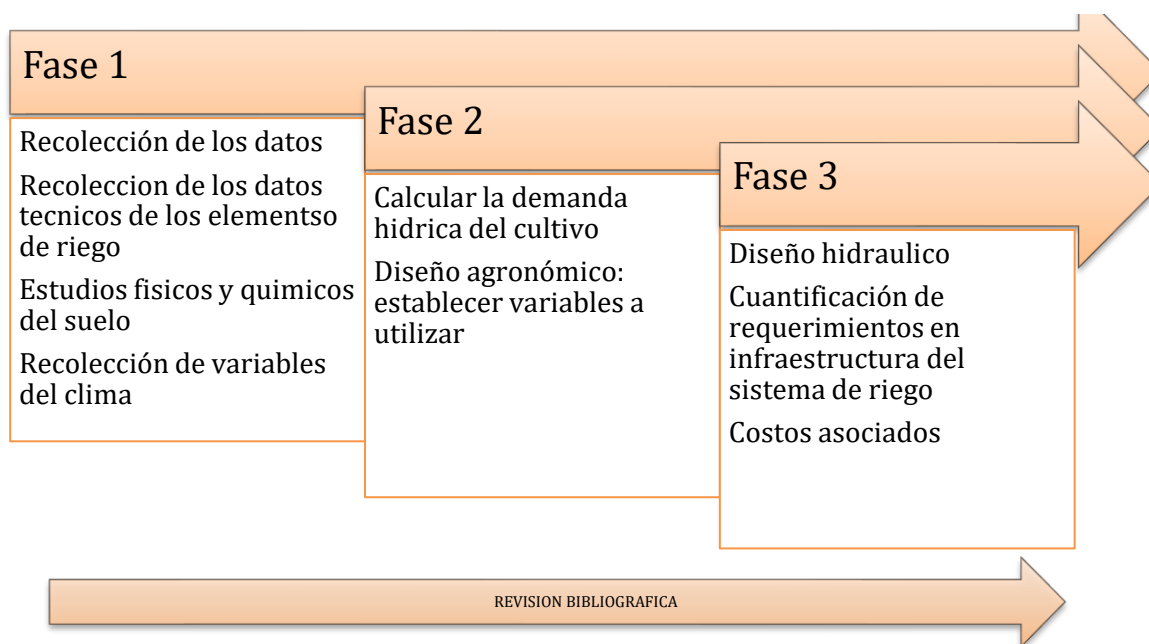 Fase 1
Recolección de los datos
Recoleccion de los datos
tecnicos de los elementso
de riego
Estudios fisicos y quimicos
del suelo
Recolección de variables
del clima
Fase 2
Calcular la demanda
hidrica del cultivo
Diseño agronómico:
establecer variables a
utilizar
Fase 3
Diseño hidraulico
Cuantificación de
requerimientos en
infraestructura del
sistema de riego
Costos asociados
REVISION BIBLIOGRAFICA